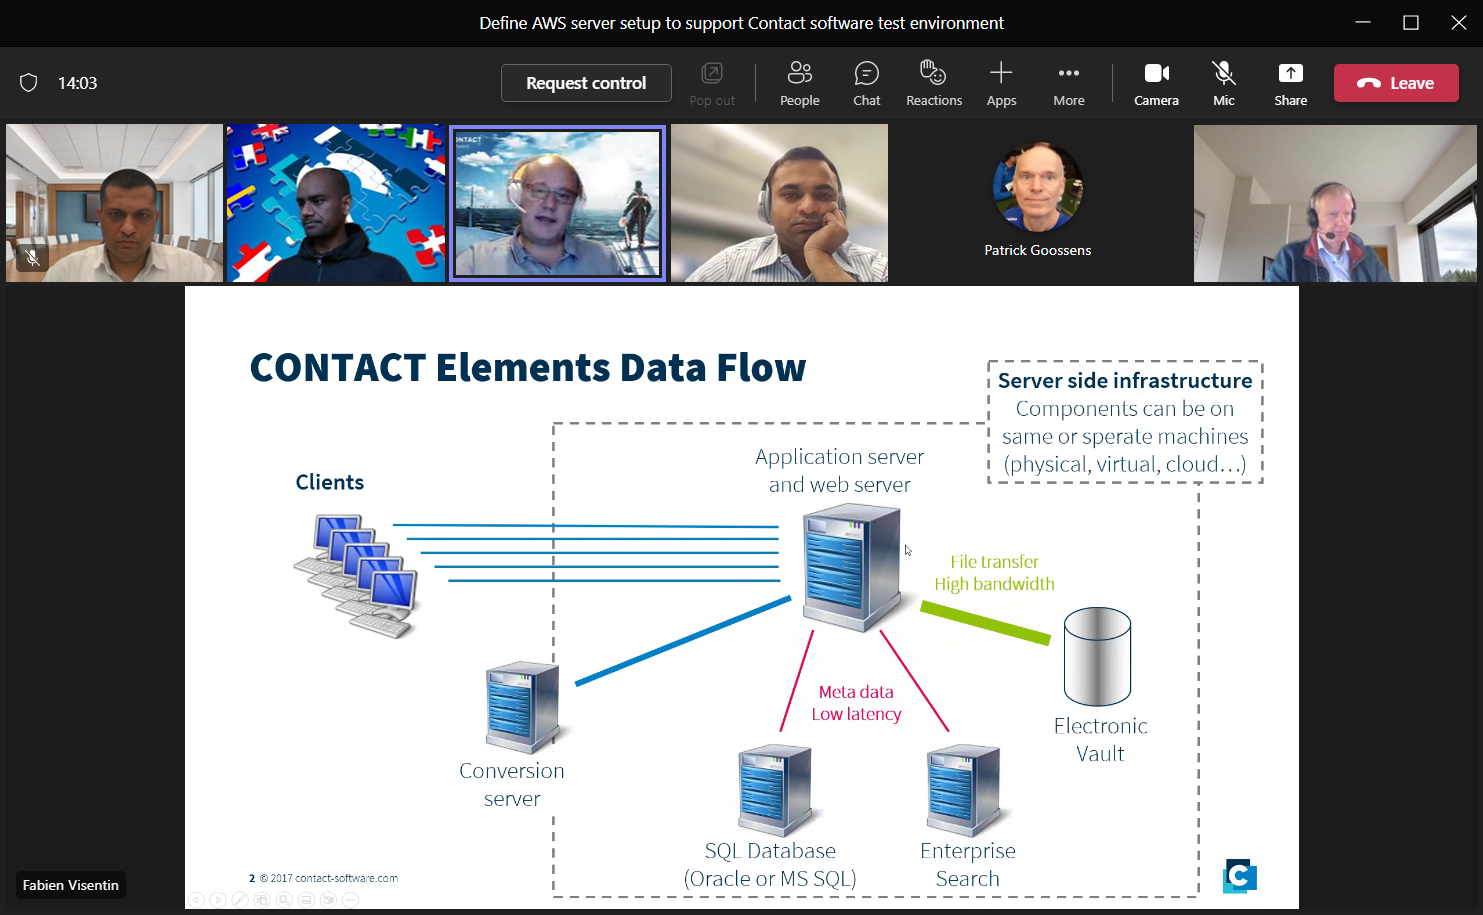 Define AWS server setup to support Contact software test environment
14:03
Request control
Pop out
People
Chat
Reactions
Apps
More
Camera
Mic
Share
Leave
Patrick Goossens
CONTACT Elements Data Flow
Server side infrastructure
Components can be on
same or sperate machines
(physical, virtual, cloud...)
Clients
Application server
and web server
File transfer
High bandwidth
Meta data
Low latency
Electronic
Vault
Conversion
server
SQL Database
(Oracle or MS SQL)
Enterprise
Search
2 © 2017 contact-software.com
C
Fabien Visentin